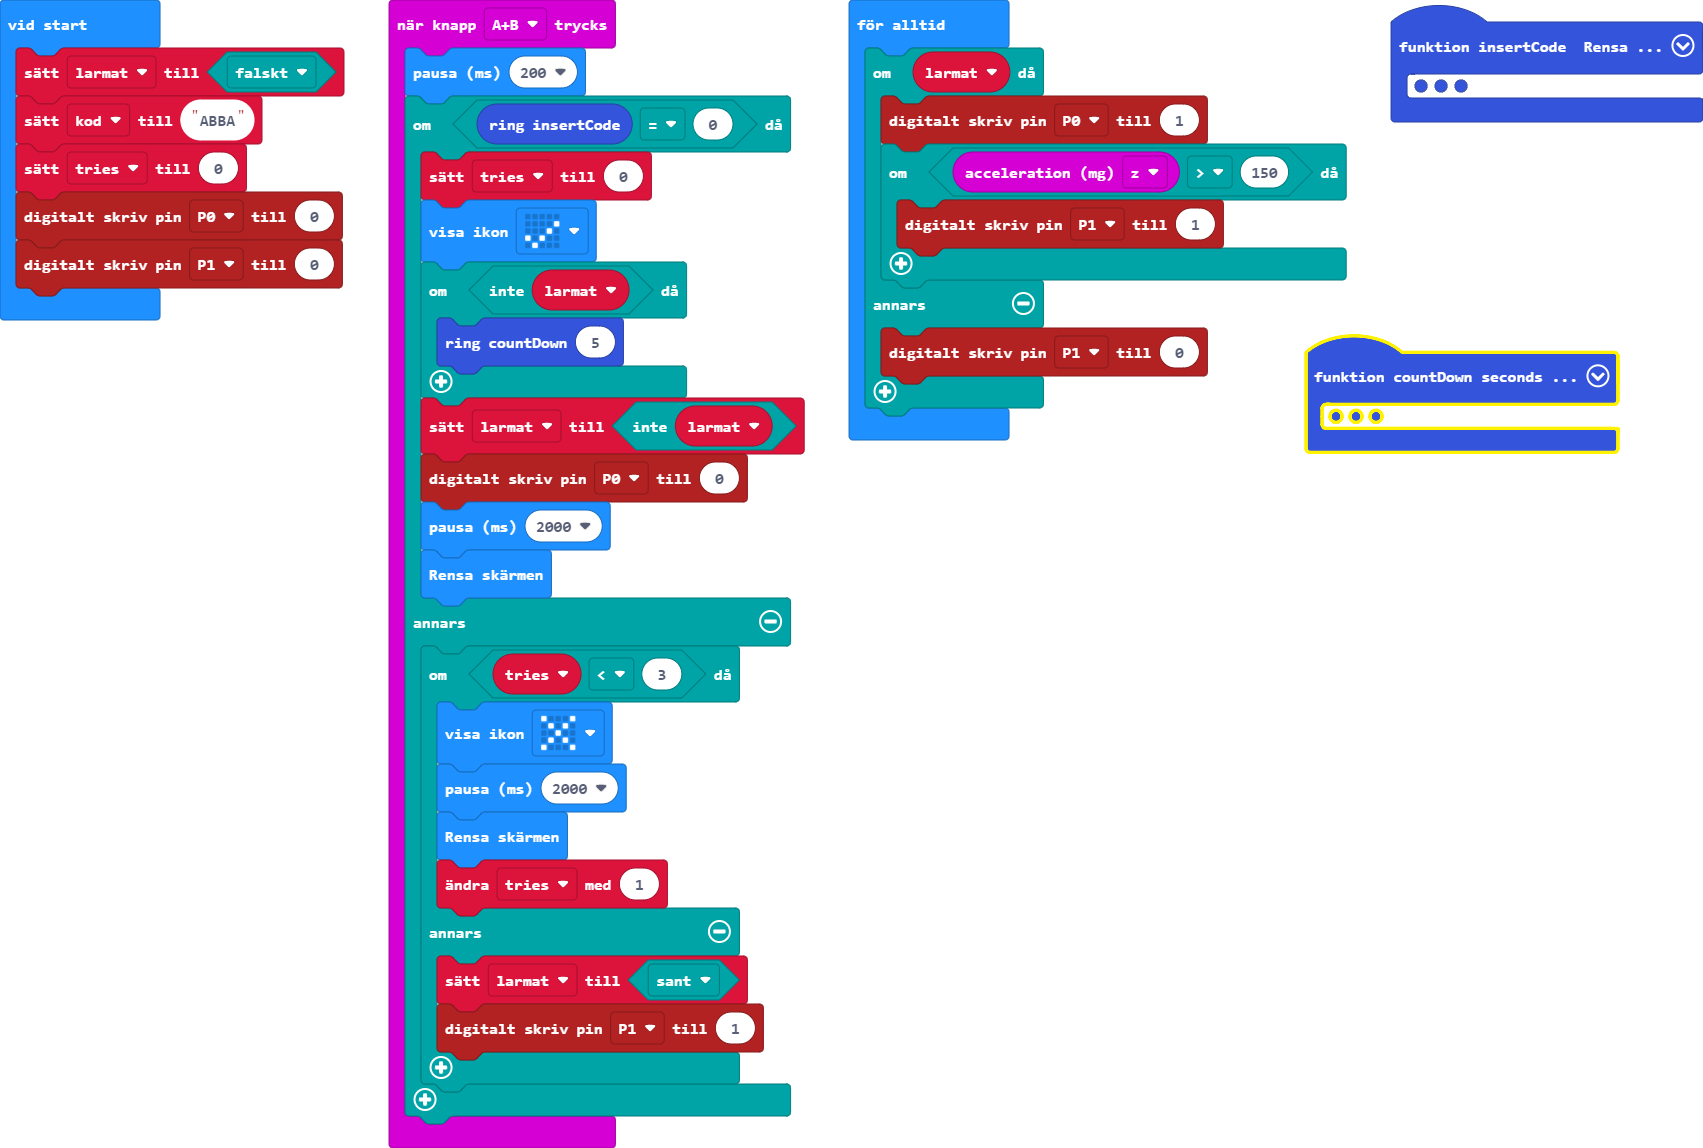 vid start
sätt larmat till falskt
sätt kod till "ABBA"
sätt tries till 0
digitalt skriv pin P0 till 0
digitalt skriv pin P1 till 0
när knapp A+B trycks
pausa (ms) 200
om ring insertCode = 0 då
sätt tries till 0
visa ikon
om inte larmat då
ring countDown 5
sätt larmat till inte larmat
digitalt skriv pin P0 till 0
pausa (ms) 2000
Rensa skärmen
annars
om tries < 3 då
visa ikon
pausa (ms) 2000
Rensa skärmen
ändra tries med 1
annars
sätt larmat till sant
digitalt skriv pin P1 till 1
för alltid
om larmat då
digitalt skriv pin P0 till 1
om acceleration (mg) z > 150 då
digitalt skriv pin P1 till 1
annars
digitalt skriv pin P1 till 0
funktion insertCode Rensa ...
funktion countDown seconds ...